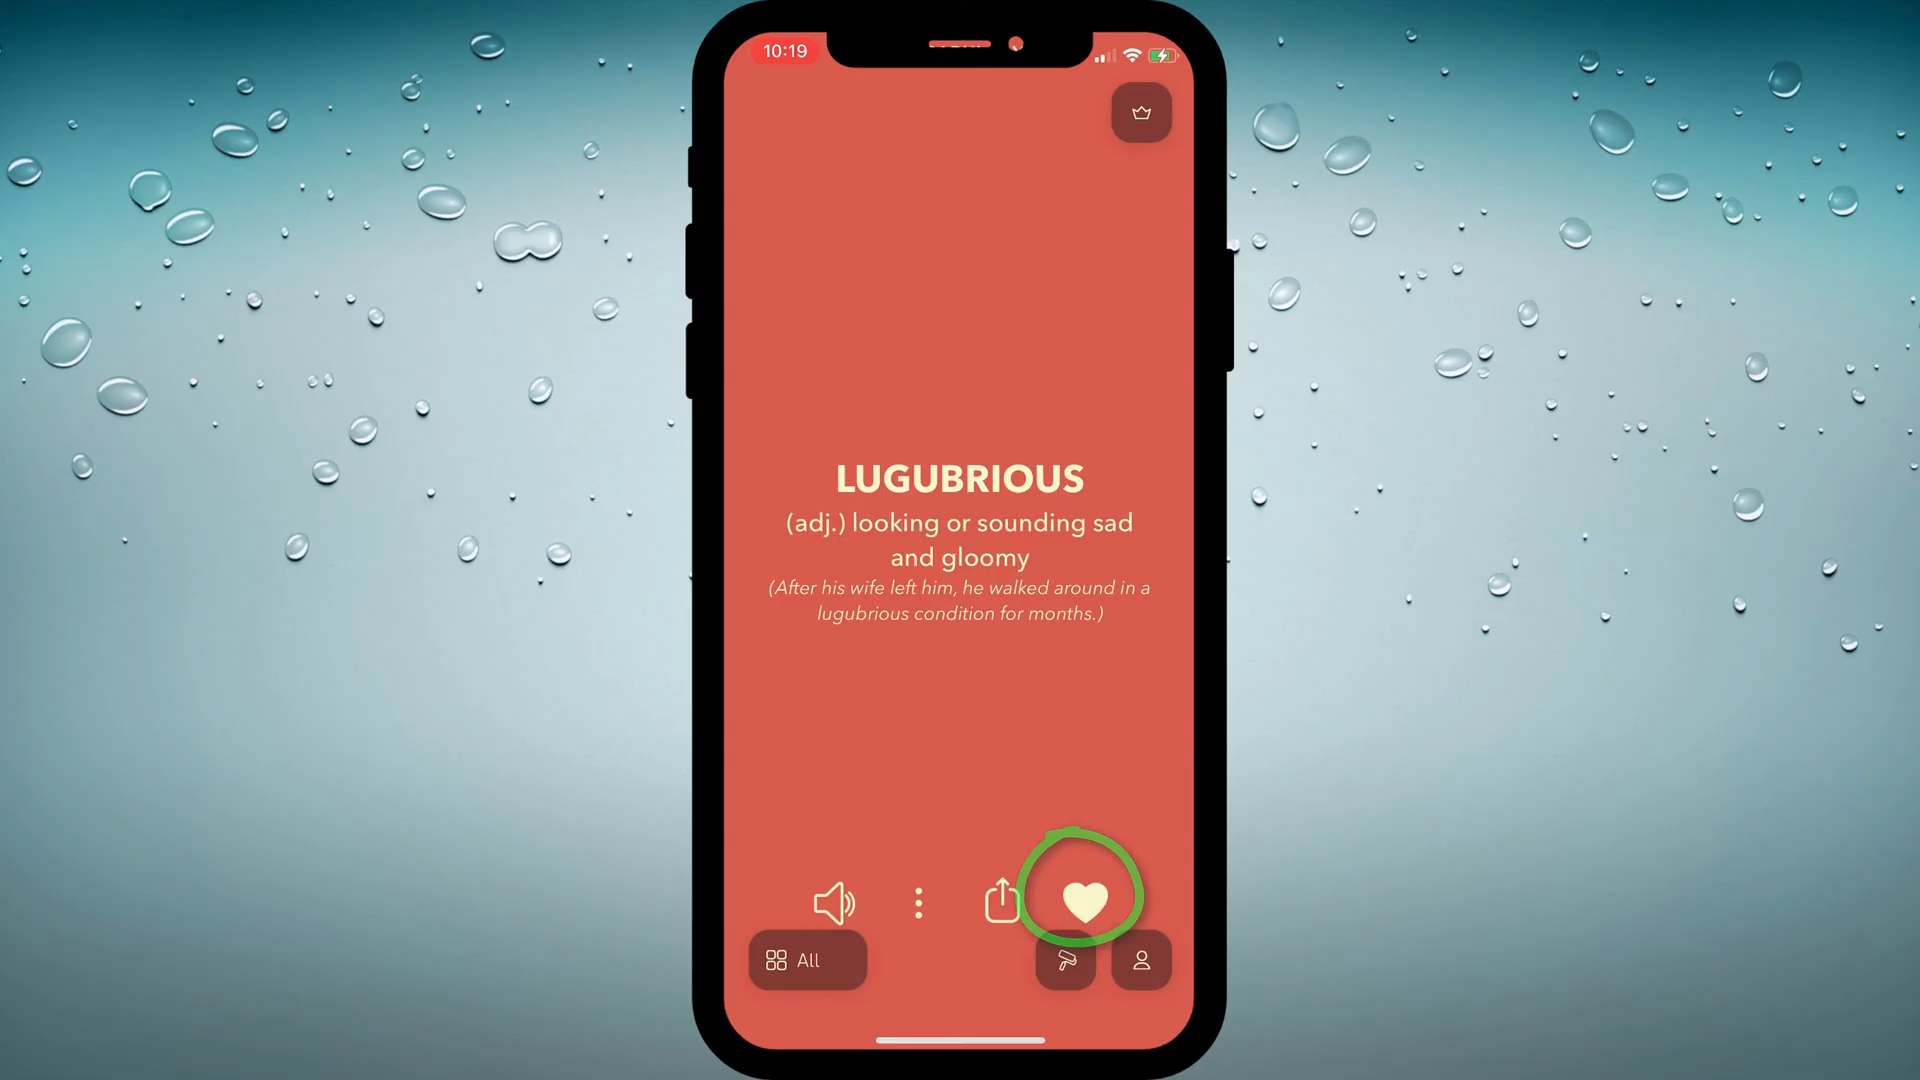 10:19
LUGUBRIOUS
(adj.) looking or sounding sad
and gloomy
(After his wife left him, he walked around in a
lugubrious condition for months.)
All